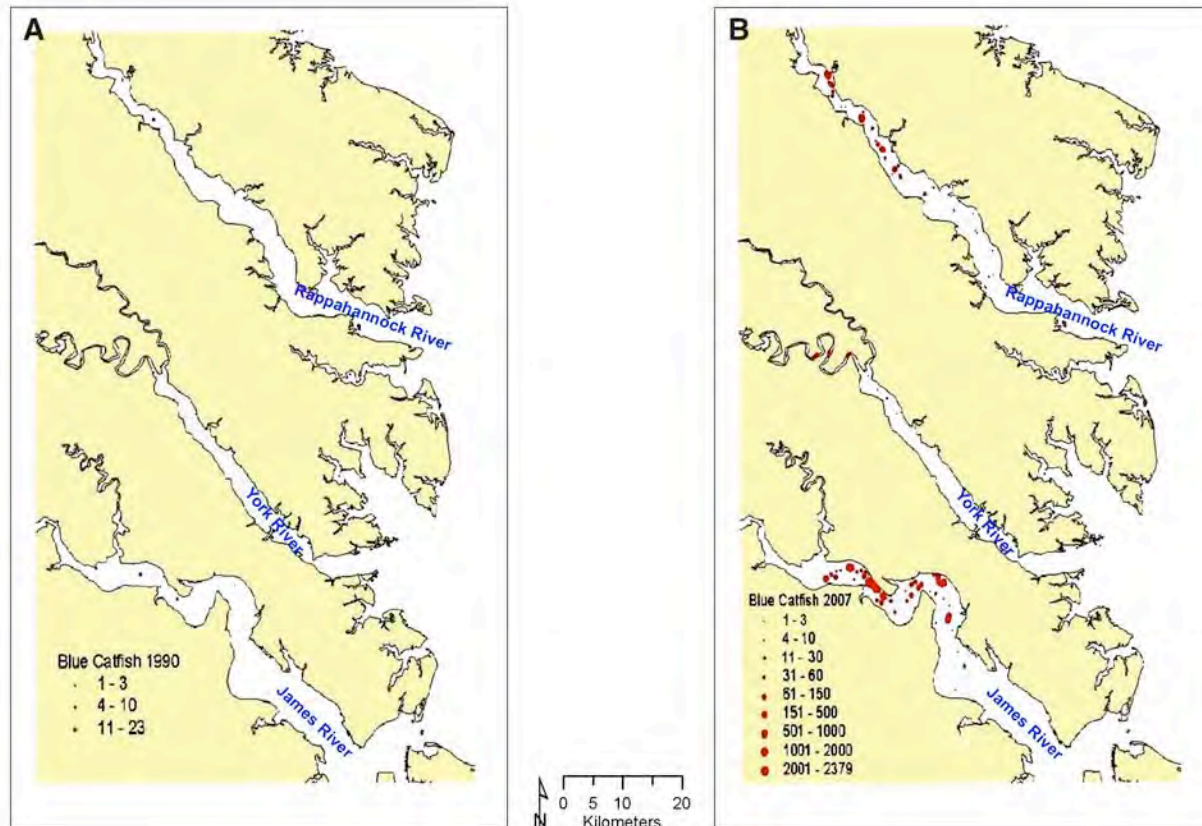 A
Rappahannock River
York River
James River
Blue Catfish 1990
1 - 3
4 - 10
11 - 23
N
0 5 10 20
Kilometers
B
Rappahannock River
York River
James River
Blue Catfish 2007
1 - 3
4 - 10
11 - 30
31 - 60
61 - 150
151 - 500
501 - 1000
1001 - 2000
2001 - 2379